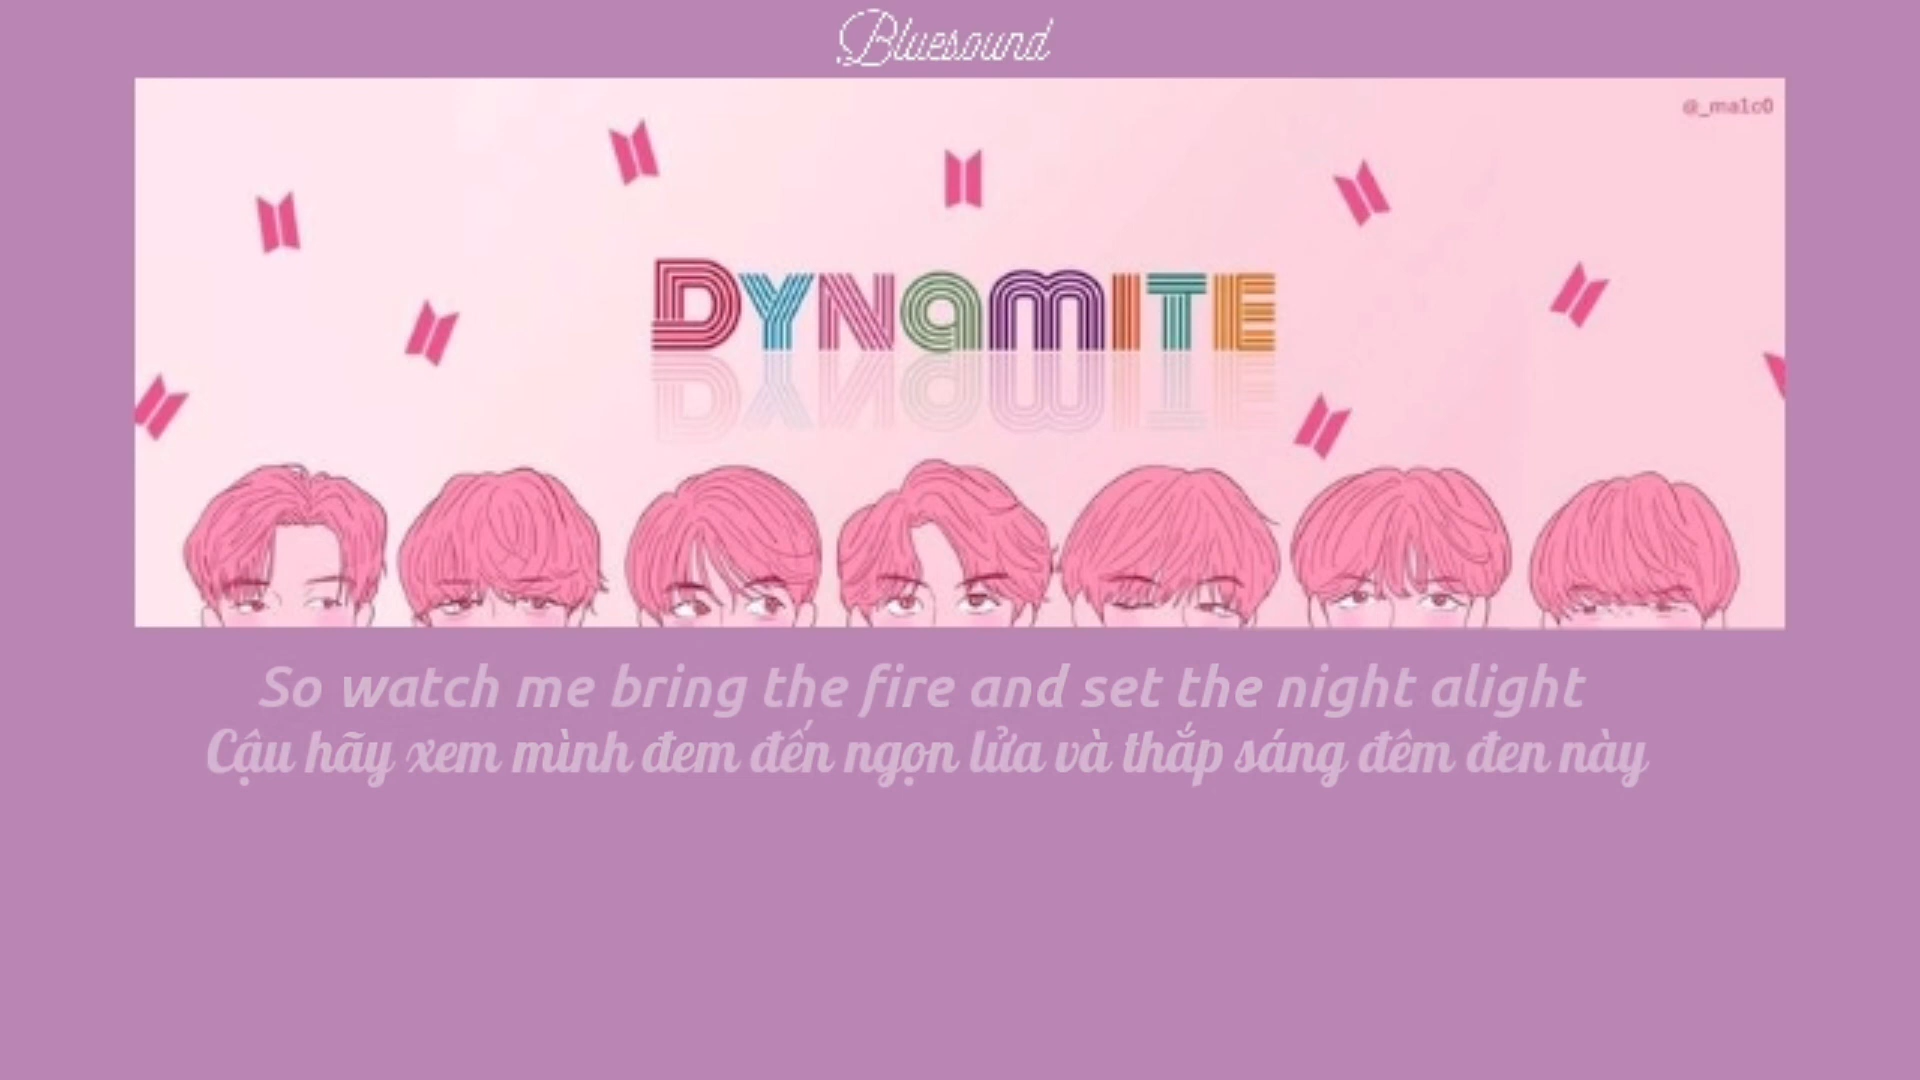 Bluesound
@_ma1c0
DYNAMITE
So watch me bring the fire and set the night alight
Cậu hãy xem mình đem đến ngọn lửa và thắp sáng đêm đen này